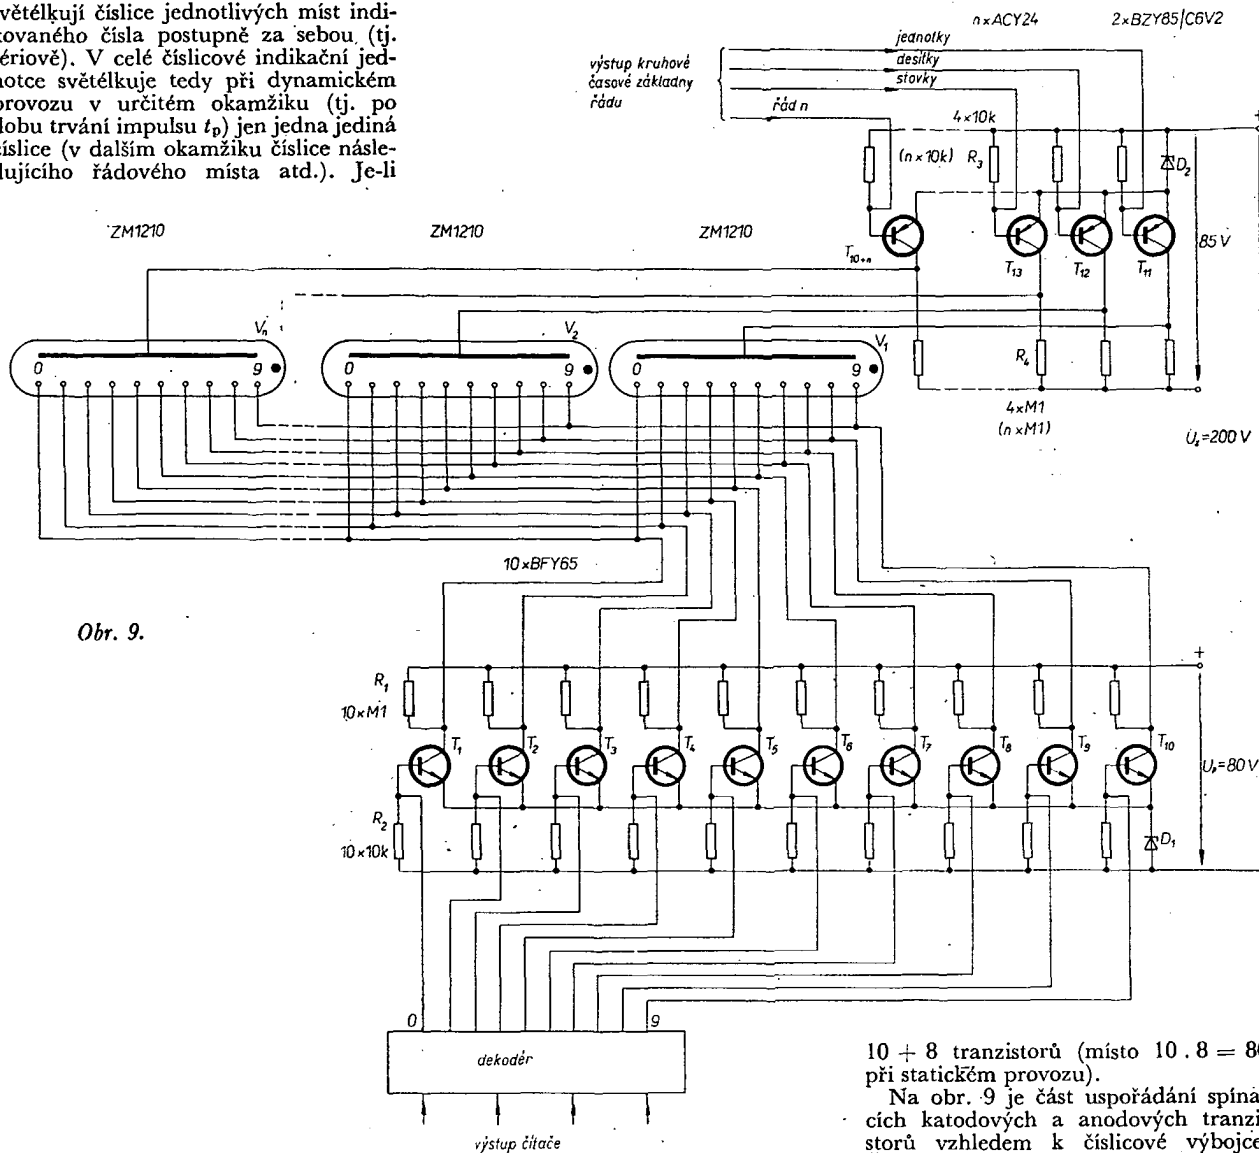 větélkují číslice jednotlivých míst indi-
kovaného čísla postupně za sebou (tj.
ériově). V celé číslicové indikační jed-
notce světélkuje tedy při dynamickém
provozu v určitém okamžiku (tj. po
dobu trvání impulsu tp) jen jedna jediná
číslice (v dalším okamžiku číslice násle-
dujícího řádového místa atd.). Je-li
n×ACY24
2×BZY85/C6V2
výstup kruhové
časové základny
řádu
jednotky
desítky
stovky
řád n
4×10k
(n×10k)
R3
D2
+
T10+n
T13
T12
T11
85 V
ZM1210
ZM1210
ZM1210
Vn
V2
V1
0
9
0
9
0
9
R4
4×M1
(n×M1)
Uz=200 V
10×BFY65
Obr. 9.
R1
10×M1
+
T1
T2
T3
T4
T5
T6
T7
T8
T9
T10
=80 V
R2
10×10k
D1
0
9
dekodér
výstup čítače
10 + 8 tranzistorů (místo 10 . 8 = 80
při statickém provozu).
Na obr. 9 je část uspořádání spína-
cích katodových a anodových tranzi-
storů vzhledem k číslicové výbojce